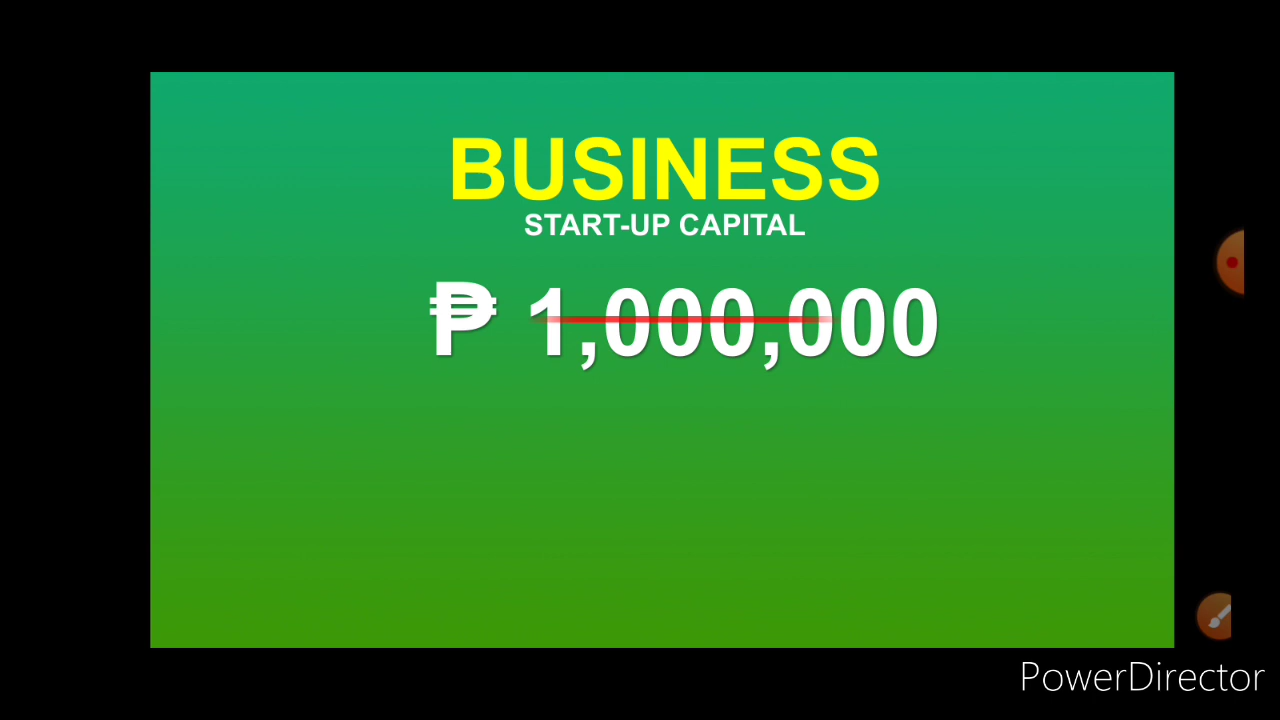 BUSINESS
START-UP CAPITAL
₱ 1,000,000
PowerDirector